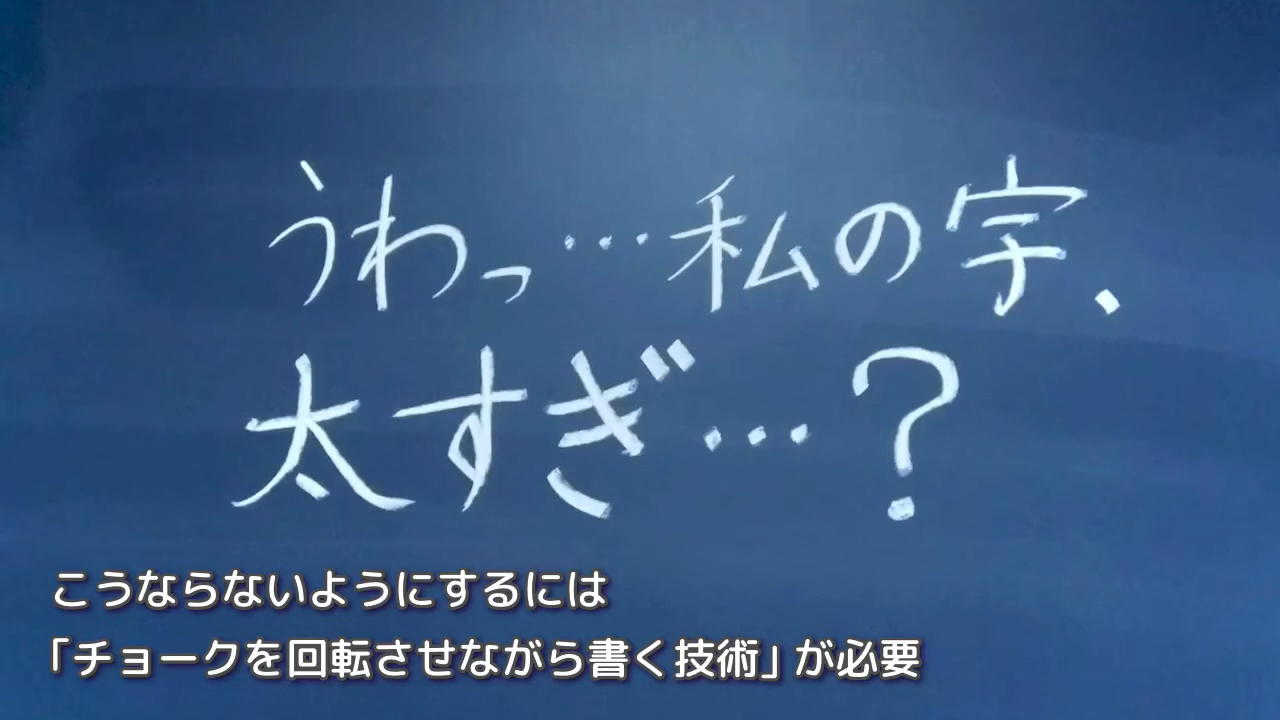 うわっ…私の字、
太すぎ…？
こうならないようにするには
「チョークを回転させながら書く技術」が必要